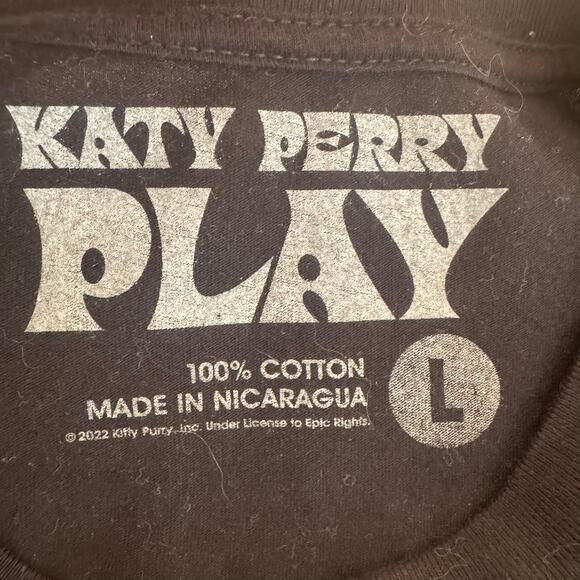 KATY PERRY
PLAY
100% COTTON
MADE IN NICARAGUA
L
© 2022 Kitty Purry, Inc. Under License to Epic Rights.